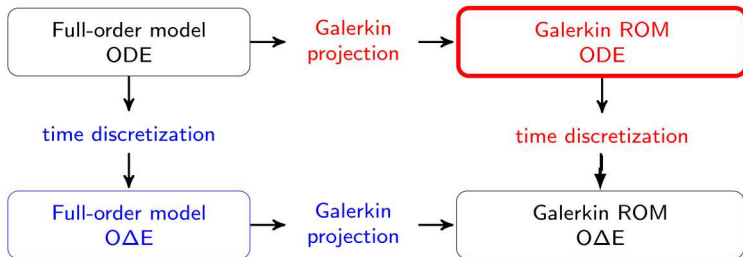 Full-order model
ODE
Galerkin
projection
Galerkin ROM
ODE
time discretization
time discretization
Full-order model
OΔE
Galerkin
projection
Galerkin ROM
OΔE